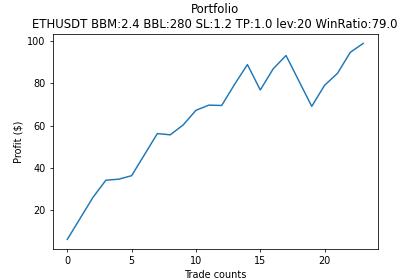 Portfolio
ETHUSDT BBM:2.4 BBL:280 SL:1.2 TP:1.0 lev:20 WinRatio:79.0
100
80
60
40
20
Profit ($)
0 5 10 15 20
Trade counts